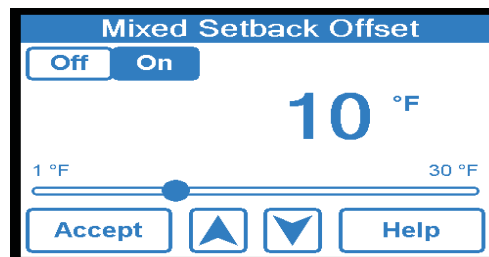 Mixed Setback Offset
Off On
10 °F
1 °F 30 °F
Accept Help